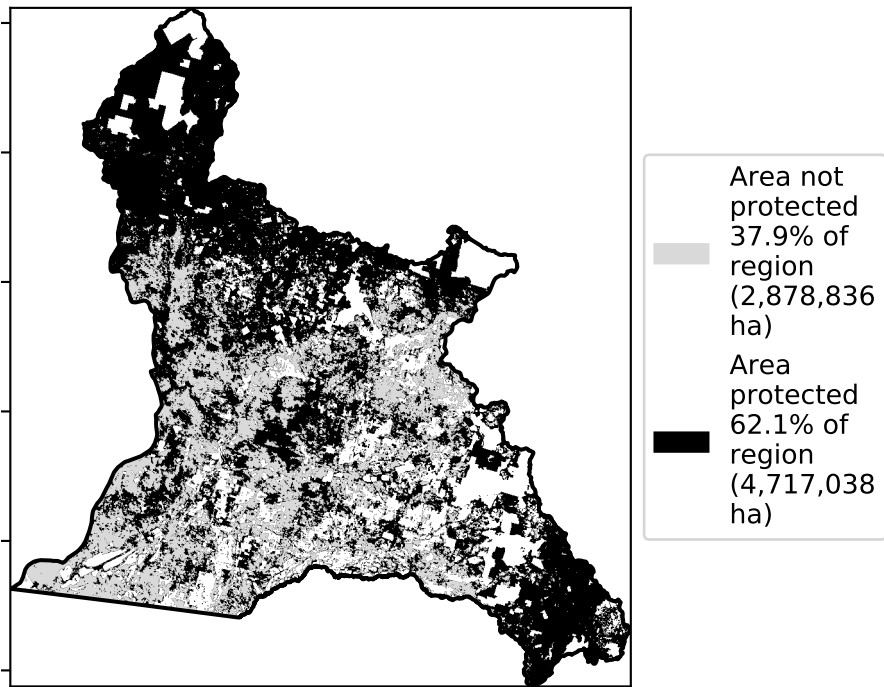 Area not
protected
37.9% of
region
(2,878,836
ha)
Area
protected
62.1% of
region
(4,717,038
ha)